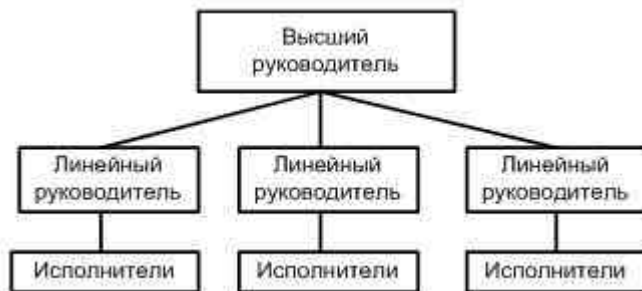 Высший
руководитель
Линейный
руководитель
Линейный
руководитель
Линейный
руководитель
Исполнители
Исполнители
Исполнители